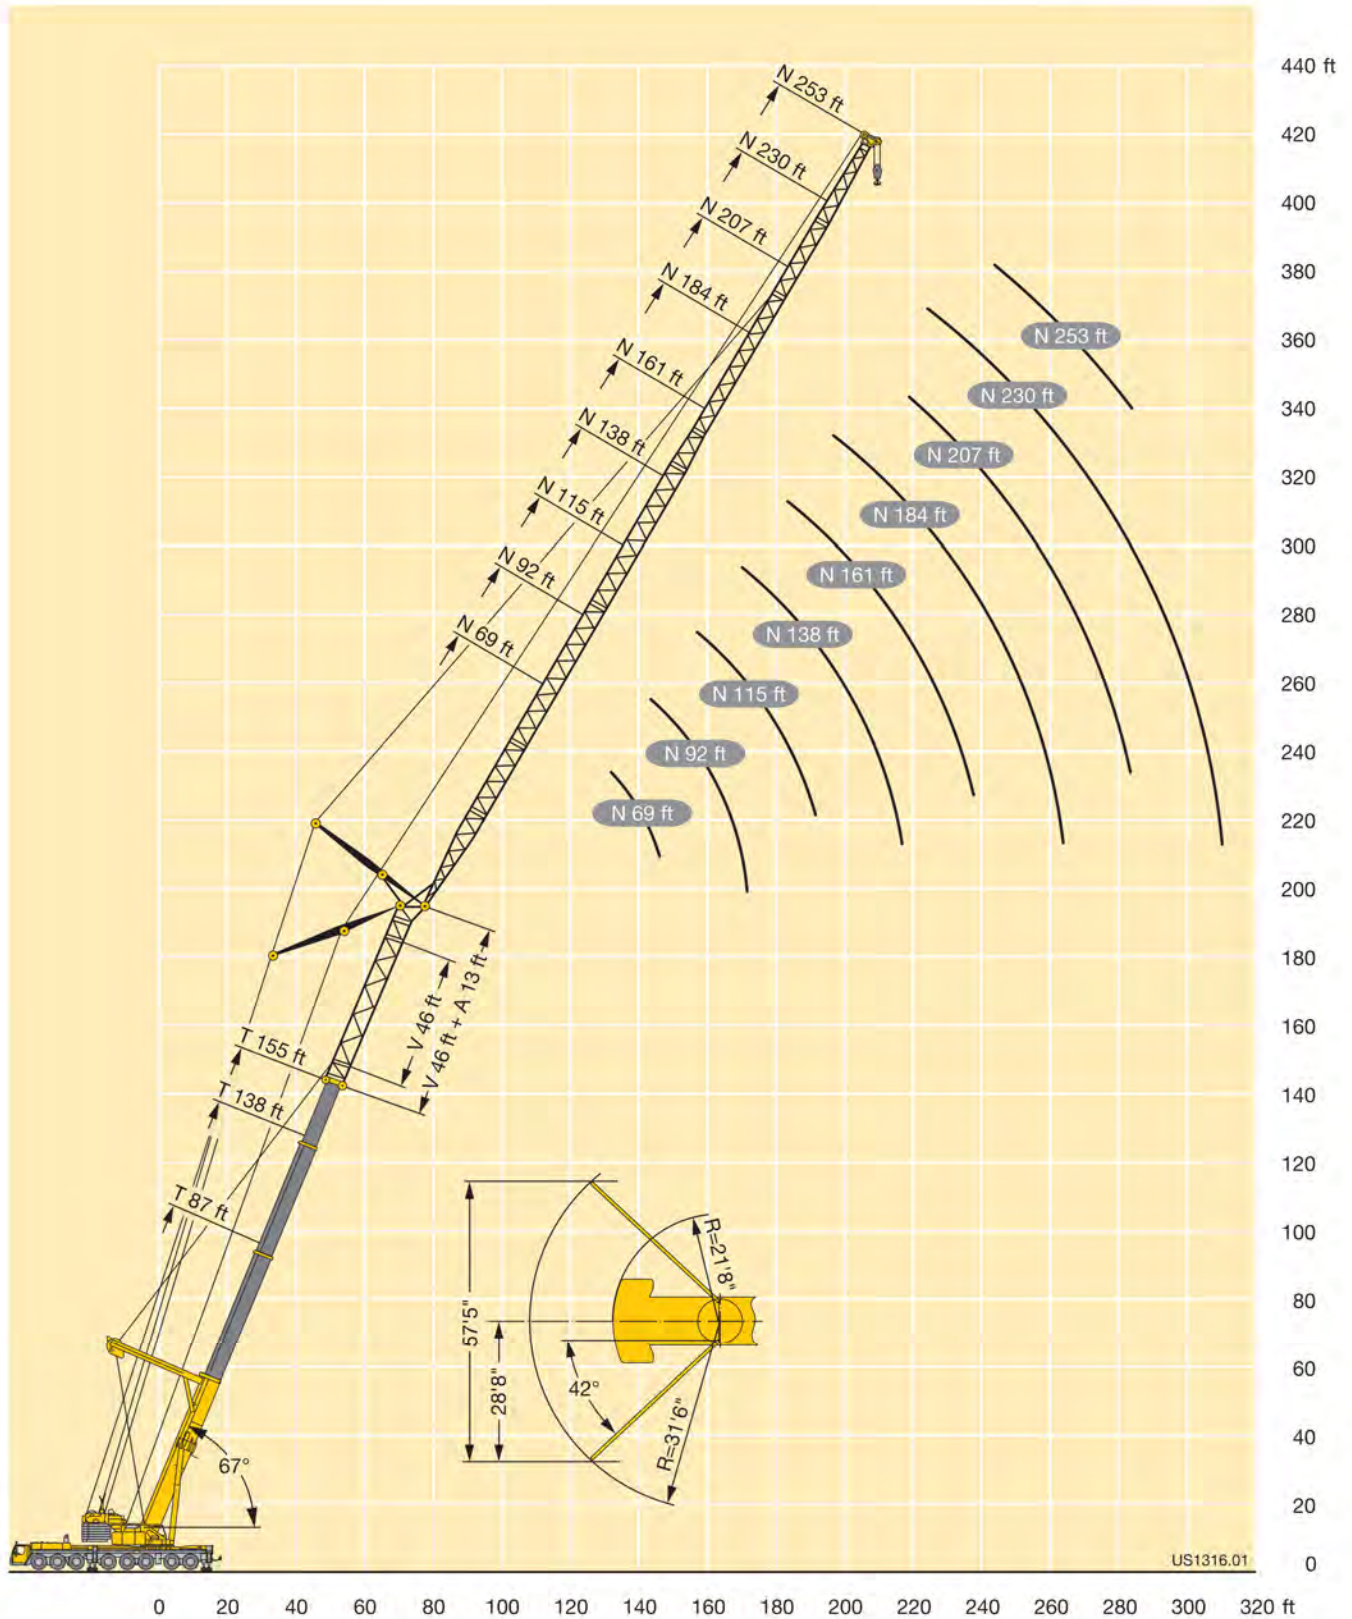 440 ft
420
400
380
360
340
320
300
280
260
240
220
200
180
160
140
120
100
80
60
40
20
0
N 253 ft
N 230 ft
N 207 ft
N 184 ft
N 161 ft
N 138 ft
N 115 ft
N 92 ft
N 69 ft
N 253 ft
N 230 ft
N 207 ft
N 184 ft
N 161 ft
N 138 ft
N 115 ft
N 92 ft
N 69 ft
V 46 ft
V 46 ft + A 13 ft
T 155 ft
T 138 ft
T 87 ft
67°
57'5"
28'8"
42°
R=21'8"
R=31'6"
US1316.01
0 20 40 60 80 100 120 140 160 180 200 220 240 260 280 300 320 ft